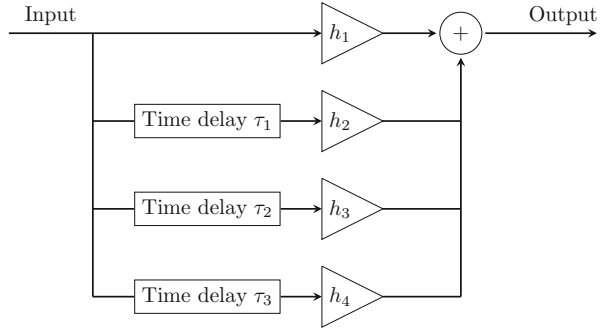 Input
Output
h₁
+
Time delay τ₁
h₂
Time delay τ₂
h₃
Time delay τ₃
h₄